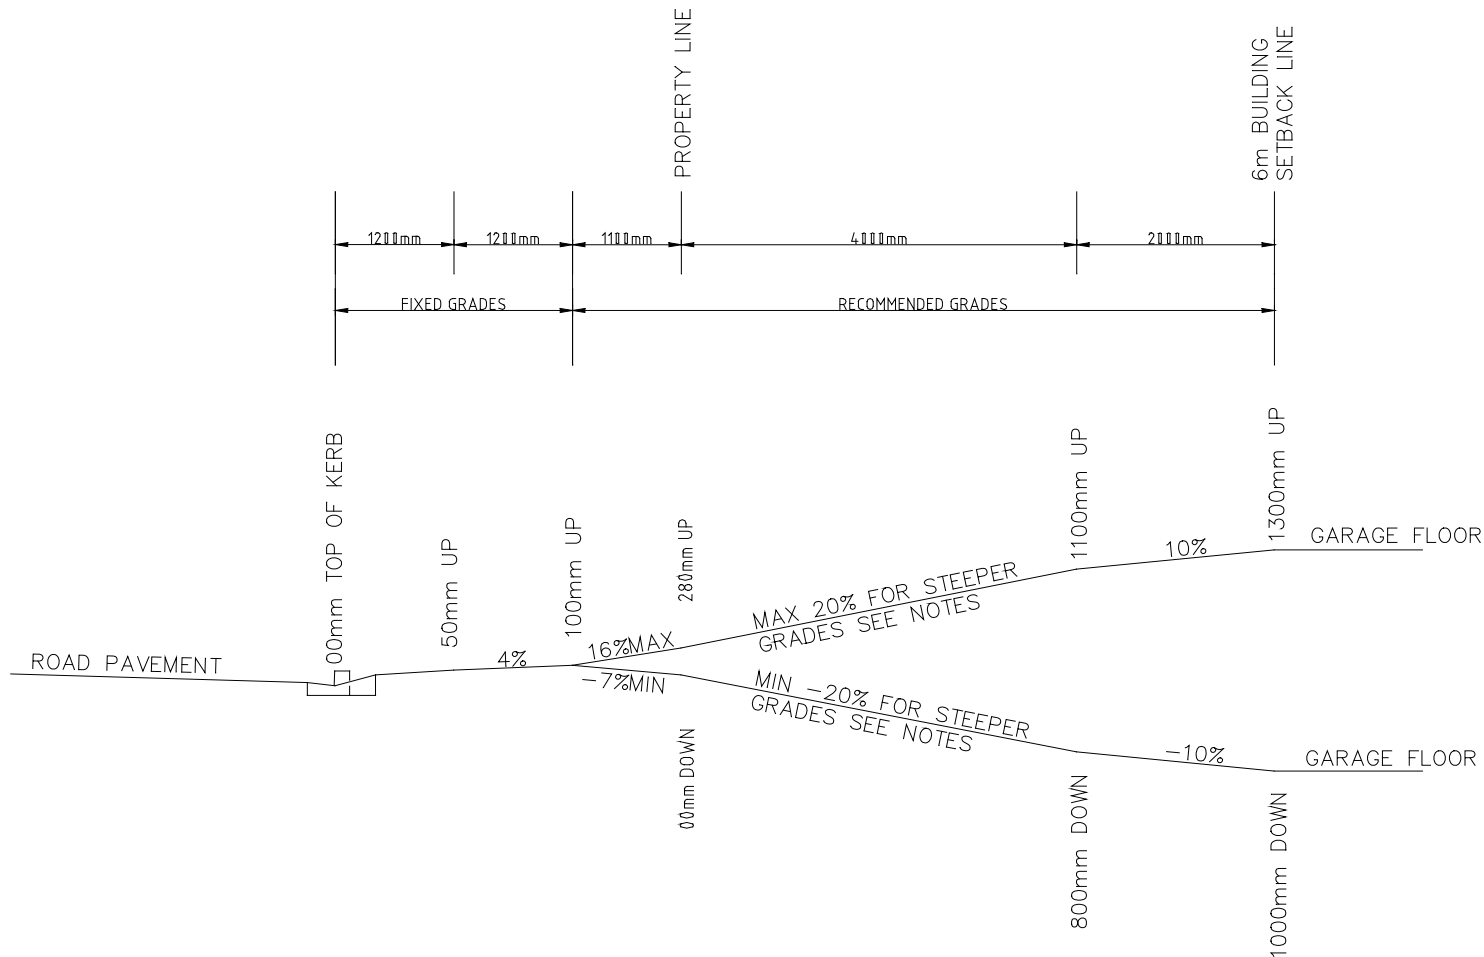 PROPERTY LINE
6m BUILDING
SETBACK LINE
1200mm
1200mm
1100mm
4000mm
2000mm
FIXED GRADES
RECOMMENDED GRADES
00mm TOP OF KERB
50mm UP
100mm UP
280mm UP
1100mm UP
1300mm UP
GARAGE FLOOR
10%
MAX 20% FOR STEEPER
GRADES SEE NOTES
16%MAX
4%
ROAD PAVEMENT
-7%MIN
MIN -20% FOR STEEPER
GRADES SEE NOTES
-10%
GARAGE FLOOR
00mm DOWN
800mm DOWN
1000mm DOWN